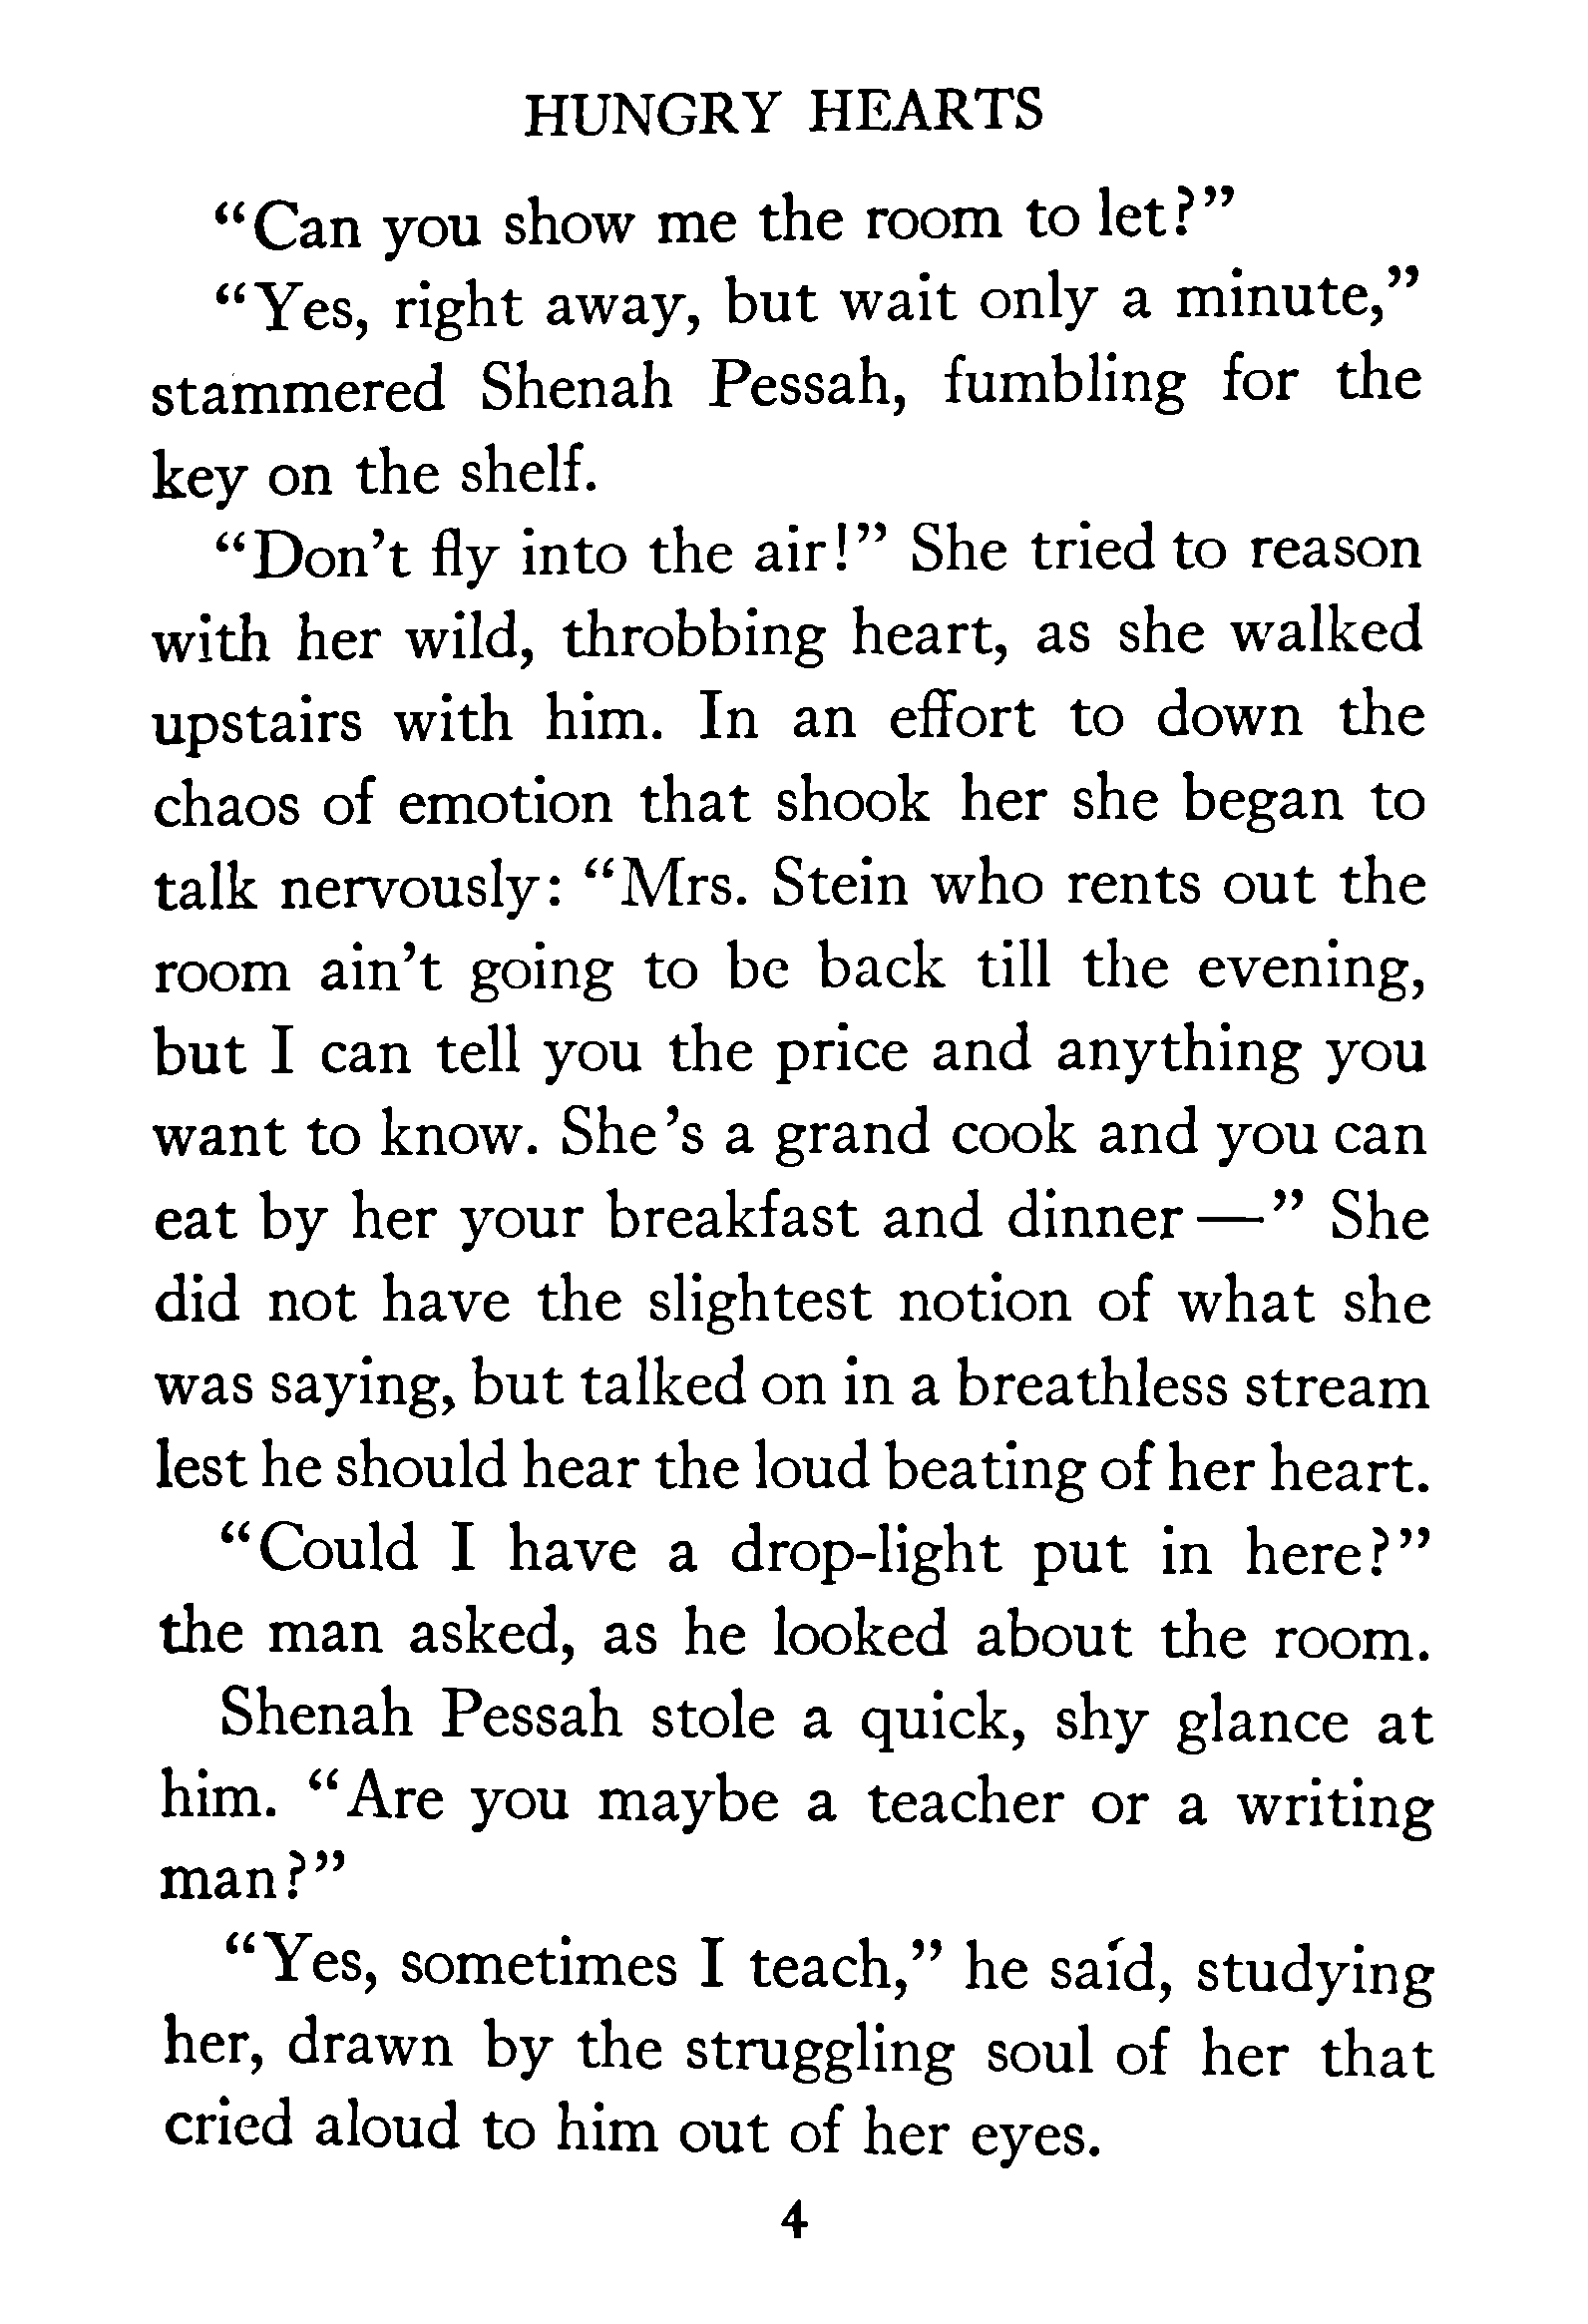 HUNGRY HEARTS
“Can you show me the room to let?”
“Yes, right away, but wait only a minute,”
stammered Shenah Pessah, fumbling for the
key on the shelf.
“Don’t fly into the air!” She tried to reason
with her wild, throbbing heart, as she walked
upstairs with him. In an effort to down the
chaos of emotion that shook her she began to
talk nervously: “Mrs. Stein who rents out the
room ain’t going to be back till the evening,
but I can tell you the price and anything you
want to know. She’s a grand cook and you can
eat by her your breakfast and dinner—” She
did not have the slightest notion of what she
was saying, but talked on in a breathless stream
lest he should hear the loud beating of her heart.
“Could I have a drop-light put in here?”
the man asked, as he looked about the room.
Shenah Pessah stole a quick, shy glance at
him. “Are you maybe a teacher or a writing
man?”
“Yes, sometimes I teach,” he said, studying
her, drawn by the struggling soul of her that
cried aloud to him out of her eyes.
4